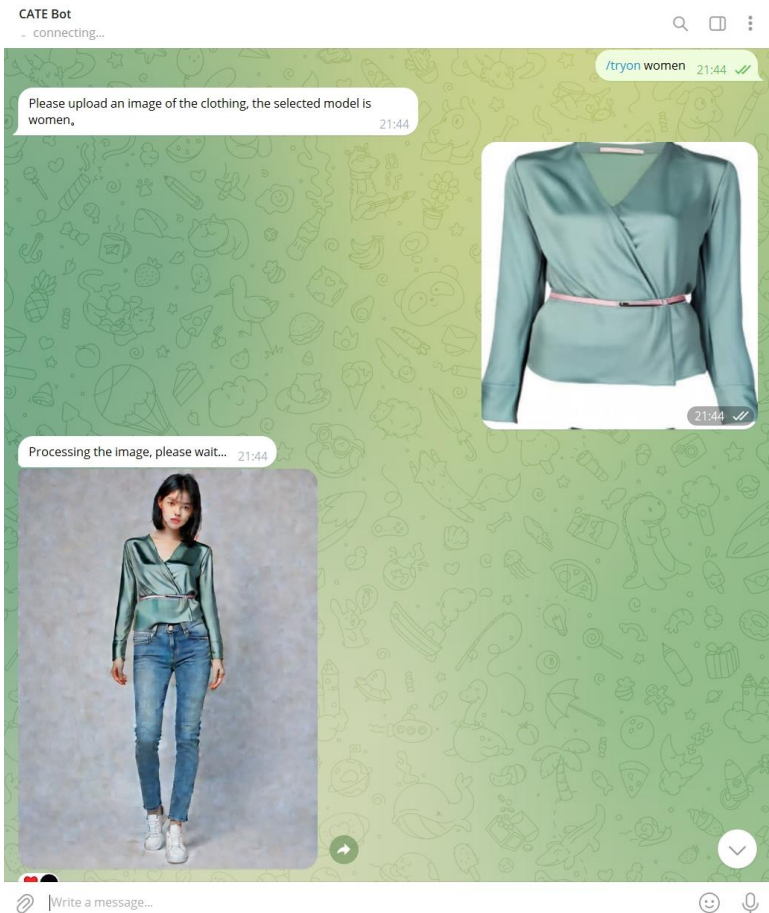 CATE Bot
connecting...
/tryon women 21:44
Please upload an image of the clothing, the selected model is
women。
21:44
21:44
Processing the image, please wait... 21:44
Write a message...